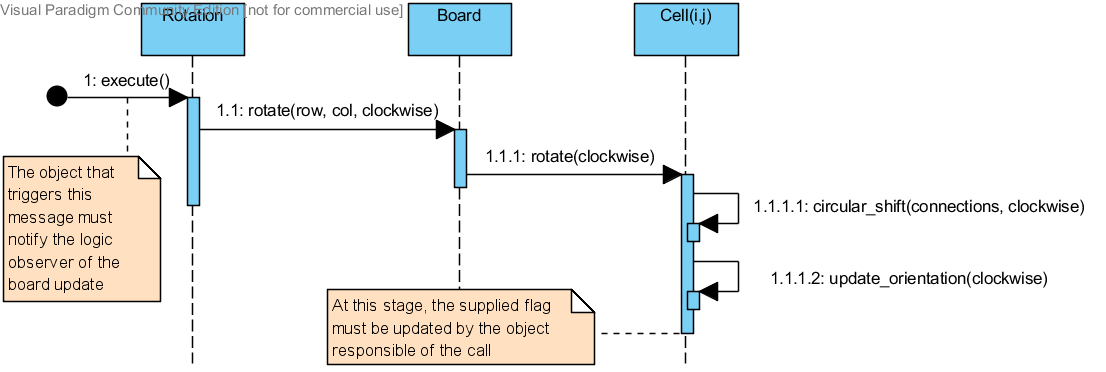 Visual Paradigm Community Edition [not for commercial use]
Rotation
Board
Cell(i,j)
1: execute()
1.1: rotate(row, col, clockwise)
1.1.1: rotate(clockwise)
The object that
triggers this
message must
notify the logic
observer of the
board update
1.1.1.1: circular_shift(connections, clockwise)
1.1.1.2: update_orientation(clockwise)
At this stage, the supplied flag
must be updated by the object
responsible of the call